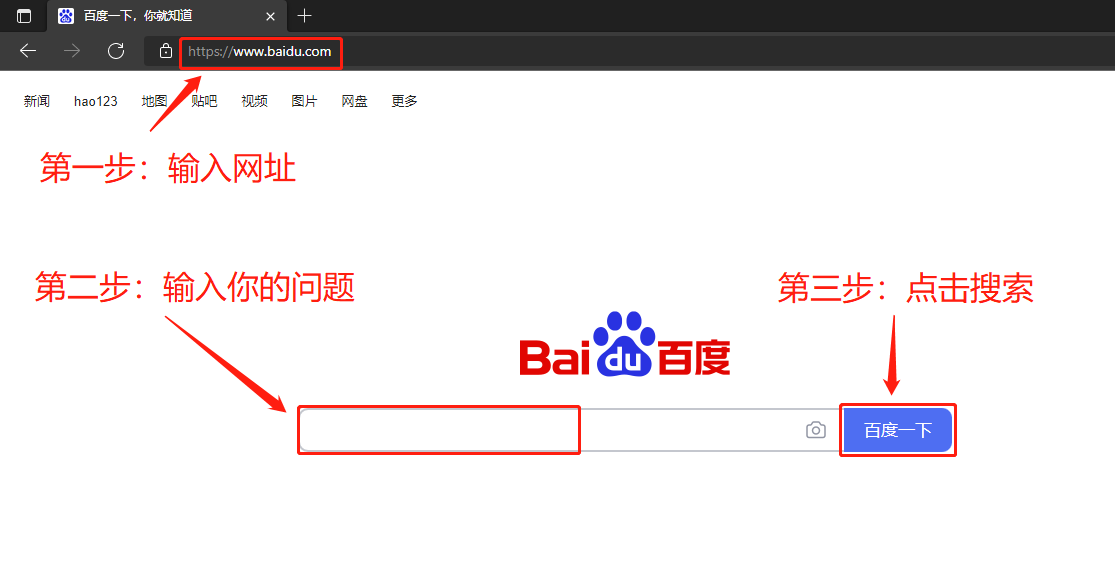 百度一下，你就知道
https://www.baidu.com
新闻 hao123 地图 贴吧 视频 图片 网盘 更多
第一步：输入网址
第二步：输入你的问题
第三步：点击搜索
Bai du 百度
百度一下